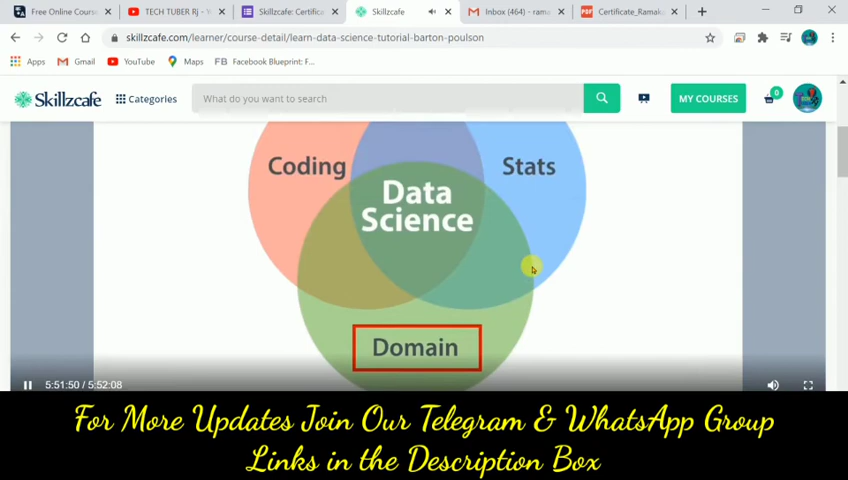 Free Online Cours
TECH TUBER Rj - Y
Skillzcafe: Certifica
Skillzcafe
Inbox (464) - rama
Certificate_Ramak
skillzcafe.com/learner/course-detail/learn-data-science-tutorial-barton-poulson
Apps
Gmail
YouTube
Maps
FB Facebook Blueprint: F...
Skillzcafe
Categories
What do you want to search
MY COURSES
0
Coding
Stats
Data
Science
Domain
5:51:50 / 5:52:08
For More Updates Join Our Telegram & WhatsApp Group
Links in the Description Box